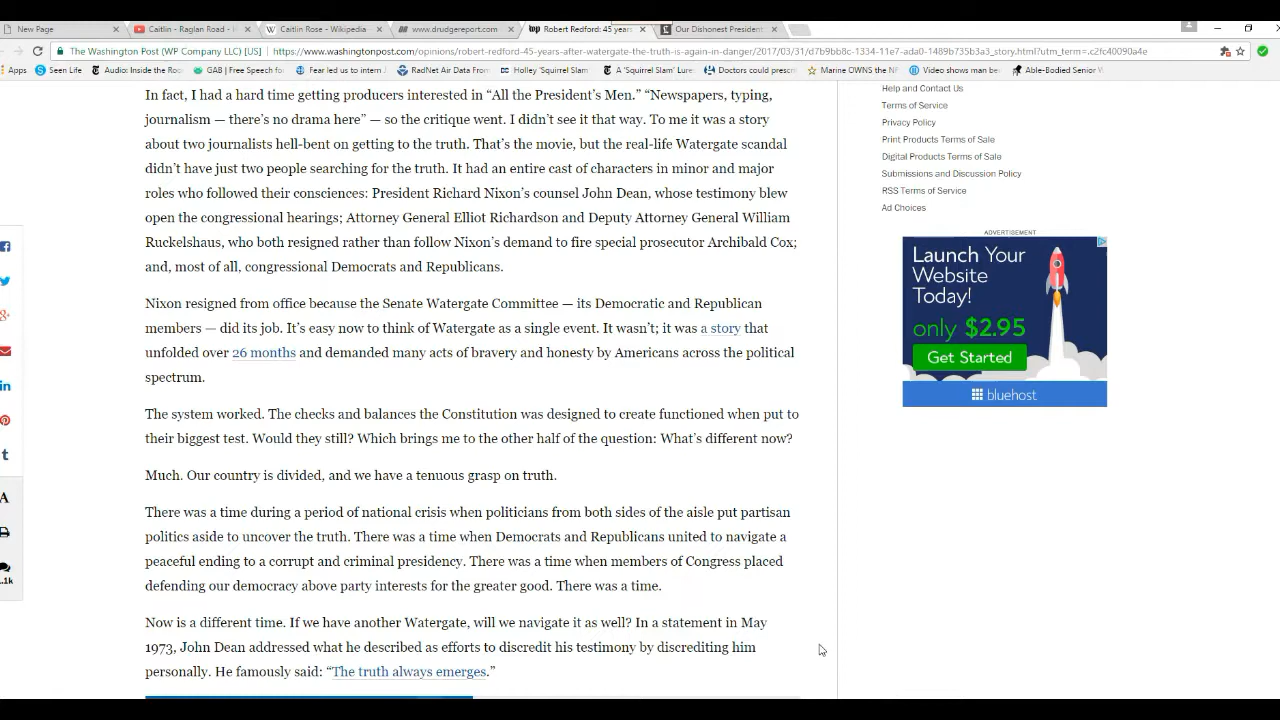 New Page
Caitlin - Raglan Road -
Caitlin Rose - Wikipedia
www.drudgereport.com
Robert Redford: 45 years
Our Dishonest President
The Washington Post (WP Company LLC) [US]
https://www.washingtonpost.com/opinions/robert-redford-45-years-after-watergate-the-truth-is-again-in-danger/2017/03/31/d7b9bb8c-1334-11e7-ada0-1489b735b3a3_story.html?utm_term=.c2fc40090a4e
Apps
Seen Life
Audio: Inside the Roo
GAB | Free Speech fo
Fear led us to intern J
RadNet Air Data From
cc Holley 'Squirrel Slam
A 'Squirrel Slam' Lure
Doctors could prescr
Marine OWNS the NF
Video shows man be
Able-Bodied Senior
In fact, I had a hard time getting producers interested in “All the President’s Men.” “Newspapers, typing,
journalism — there’s no drama here” — so the critique went. I didn’t see it that way. To me it was a story
about two journalists hell-bent on getting to the truth. That’s the movie, but the real-life Watergate scandal
didn’t have just two people searching for the truth. It had an entire cast of characters in minor and major
roles who followed their consciences: President Richard Nixon’s counsel John Dean, whose testimony blew
open the congressional hearings; Attorney General Elliot Richardson and Deputy Attorney General William
Ruckelshaus, who both resigned rather than follow Nixon’s demand to fire special prosecutor Archibald Cox;
and, most of all, congressional Democrats and Republicans.
Nixon resigned from office because the Senate Watergate Committee — its Democratic and Republican
members — did its job. It’s easy now to think of Watergate as a single event. It wasn’t; it was a story that
unfolded over 26 months and demanded many acts of bravery and honesty by Americans across the political
spectrum.
The system worked. The checks and balances the Constitution was designed to create functioned when put to
their biggest test. Would they still? Which brings me to the other half of the question: What’s different now?
Much. Our country is divided, and we have a tenuous grasp on truth.
There was a time during a period of national crisis when politicians from both sides of the aisle put partisan
politics aside to uncover the truth. There was a time when Democrats and Republicans united to navigate a
peaceful ending to a corrupt and criminal presidency. There was a time when members of Congress placed
defending our democracy above party interests for the greater good. There was a time.
Now is a different time. If we have another Watergate, will we navigate it as well? In a statement in May
1973, John Dean addressed what he described as efforts to discredit his testimony by discrediting him
personally. He famously said: “The truth always emerges.”
A
.1k
Help and Contact Us
Terms of Service
Privacy Policy
Print Products Terms of Sale
Digital Products Terms of Sale
Submissions and Discussion Policy
RSS Terms of Service
Ad Choices
ADVERTISEMENT
Launch Your
Website
Today!
only $2.95
Get Started
bluehost